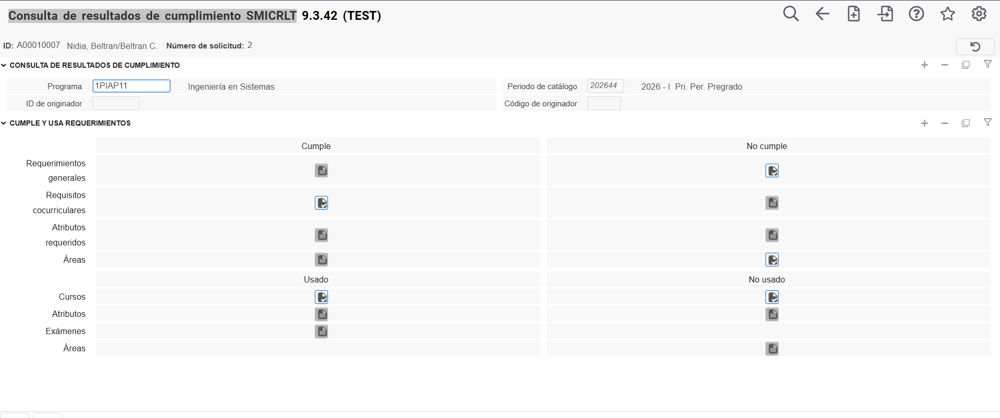 Consulta de resultados de cumplimiento SMICRLT 9.3.42 (TEST)
ID: A00010007 Nidia, Beltran/Beltran C. Número de solicitud: 2
CONSULTA DE RESULTADOS DE CUMPLIMIENTO
Programa 1PIAP11 Ingeniería en Sistemas Periodo de catálogo 202644 2026 - I Pri. Per. Pregrado
ID de originador Código de originador
CUMPLE Y USA REQUERIMIENTOS
Cumple No cumple
Requerimientos
generales
Requisitos
cocurriculares
Atributos
requeridos
Áreas
Usado No usado
Cursos
Atributos
Exámenes
Áreas